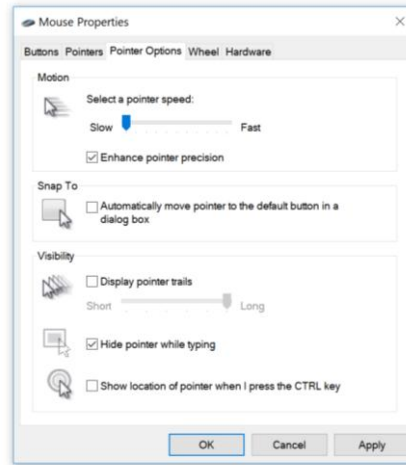 Mouse Properties
Buttons Pointers Pointer Options Wheel Hardware
Motion
Select a pointer speed:
Slow Fast
Enhance pointer precision
Snap To
Automatically move pointer to the default button in a
dialog box
Visibility
Display pointer trails
Short Long
Hide pointer while typing
Show location of pointer when I press the CTRL key
OK Cancel Apply